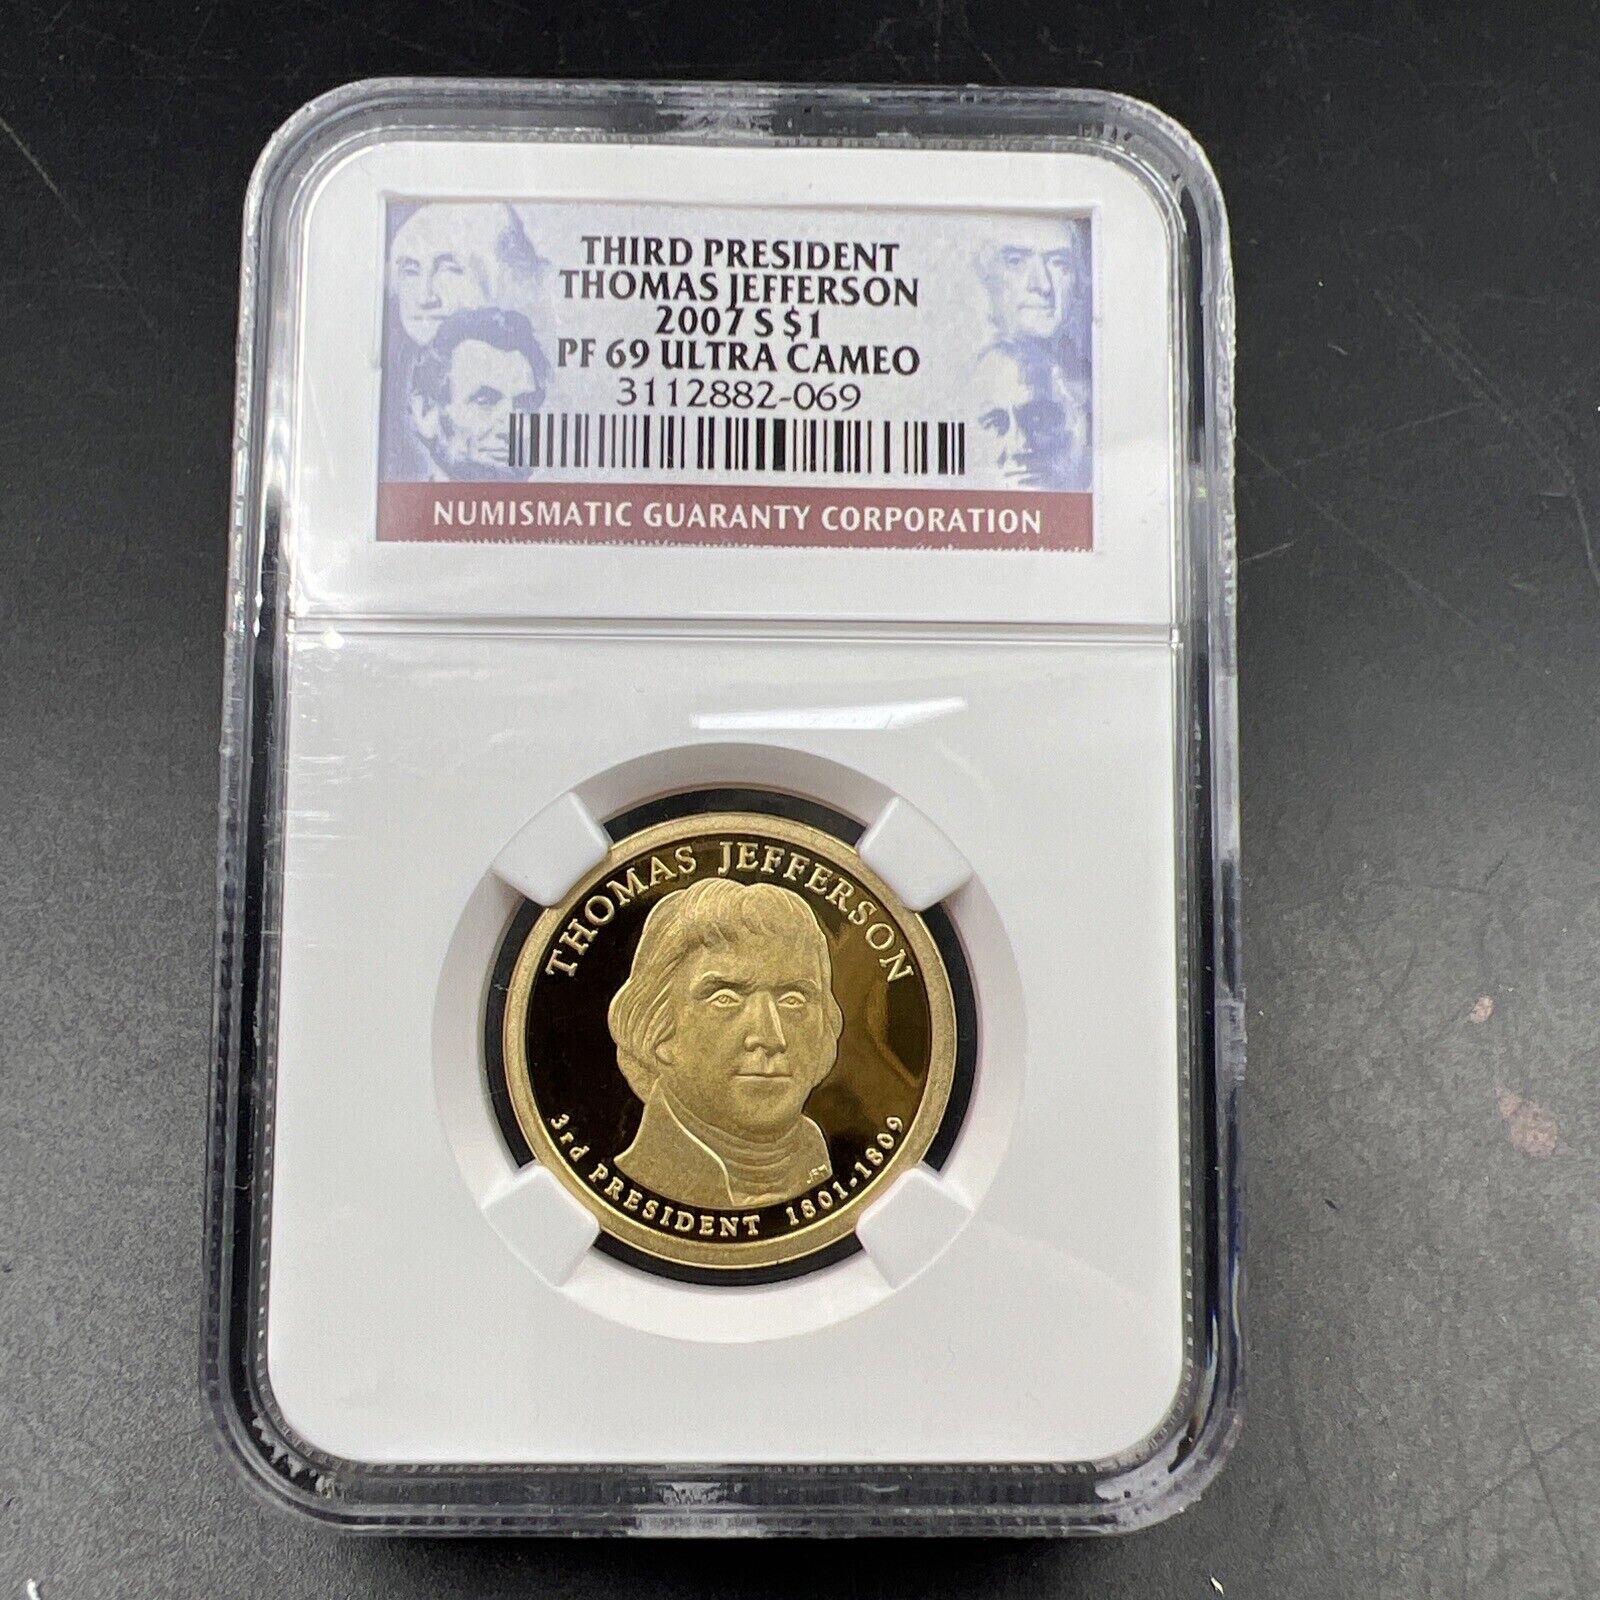 THIRD PRESIDENT
THOMAS JEFFERSON
2007 S $1
PF 69 ULTRA CAMEO
3112882-069
NUMISMATIC GUARANTY CORPORATION
THOMAS JEFFERSON
3rd PRESIDENT 1801-1809
JFM